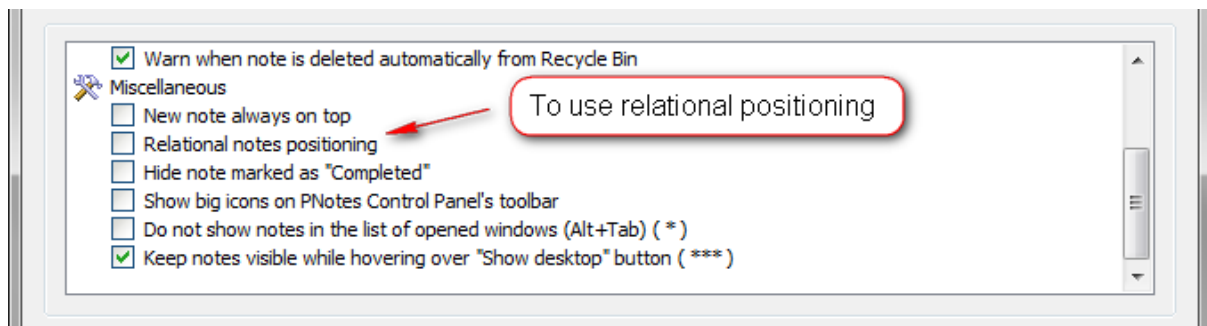 Warn when note is deleted automatically from Recycle Bin
Miscellaneous
New note always on top
To use relational positioning
Relational notes positioning
Hide note marked as "Completed"
Show big icons on PNotes Control Panel's toolbar
Do not show notes in the list of opened windows (Alt+Tab) ( * )
Keep notes visible while hovering over "Show desktop" button ( *** )